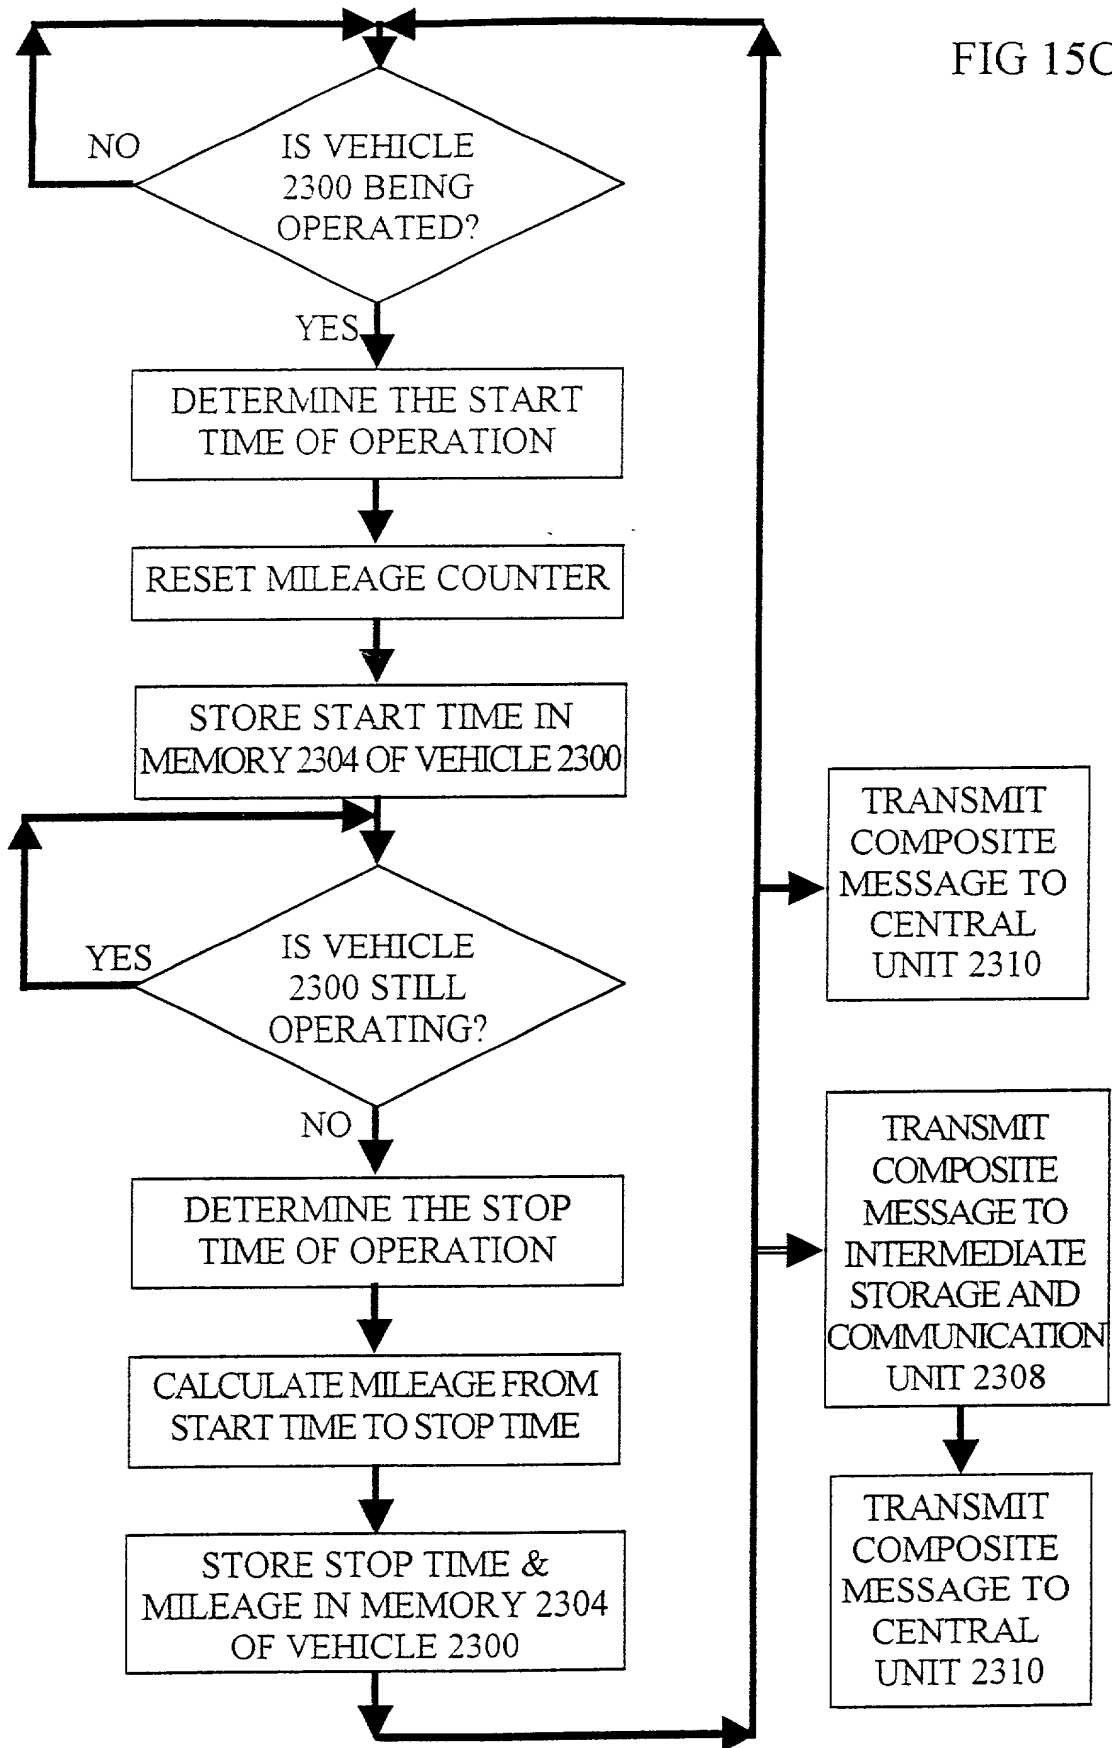 FIG 15C
NO
IS VEHICLE
2300 BEING
OPERATED?
YES
DETERMINE THE START
TIME OF OPERATION
RESET MILEAGE COUNTER
STORE START TIME IN
MEMORY 2304 OF VEHICLE 2300
YES
IS VEHICLE
2300 STILL
OPERATING?
NO
DETERMINE THE STOP
TIME OF OPERATION
CALCULATE MILEAGE FROM
START TIME TO STOP TIME
STORE STOP TIME &
MILEAGE IN MEMORY 2304
OF VEHICLE 2300
TRANSMIT
COMPOSITE
MESSAGE TO
CENTRAL
UNIT 2310
TRANSMIT
COMPOSITE
MESSAGE TO
INTERMEDIATE
STORAGE AND
COMMUNICATION
UNIT 2308
TRANSMIT
COMPOSITE
MESSAGE TO
CENTRAL
UNIT 2310